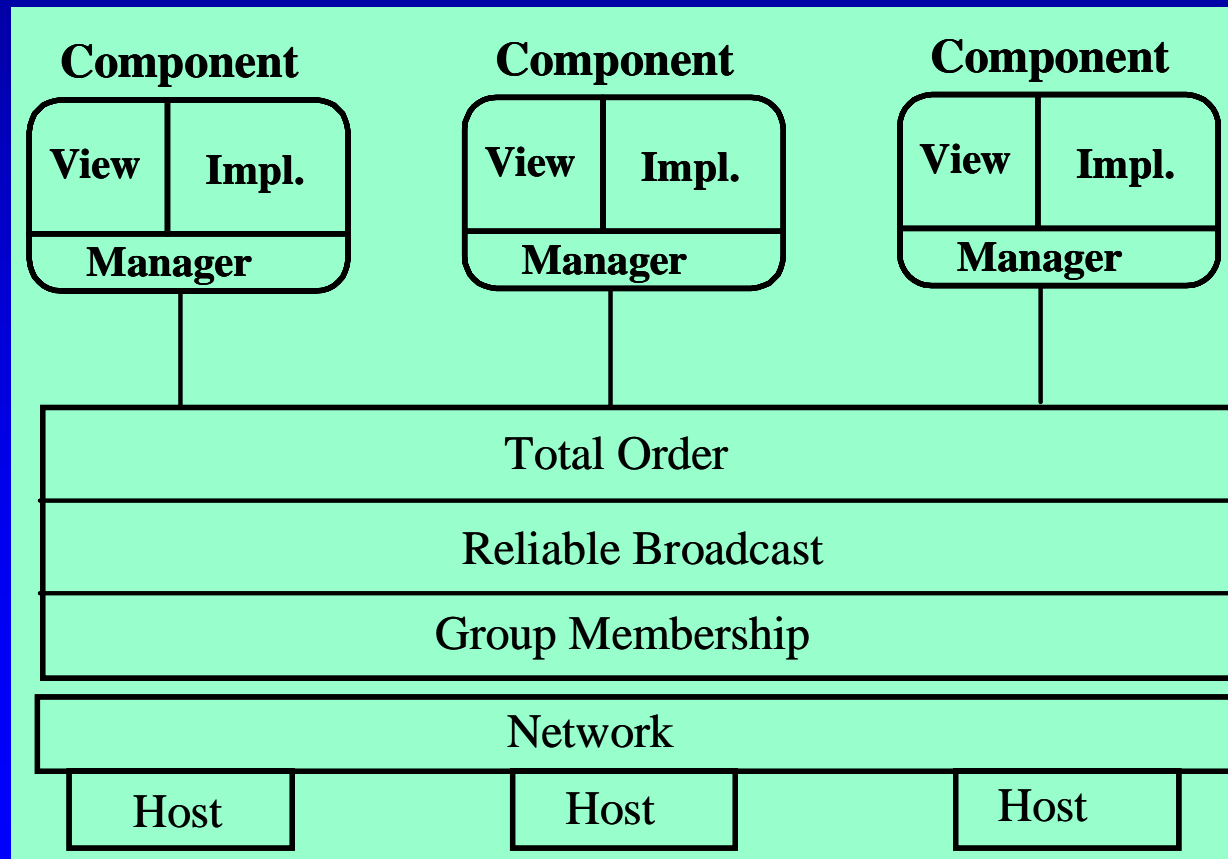 Component Component Component
View Impl. View Impl. View Impl.
Manager Manager Manager
Total Order
Reliable Broadcast
Group Membership
Network
Host Host Host